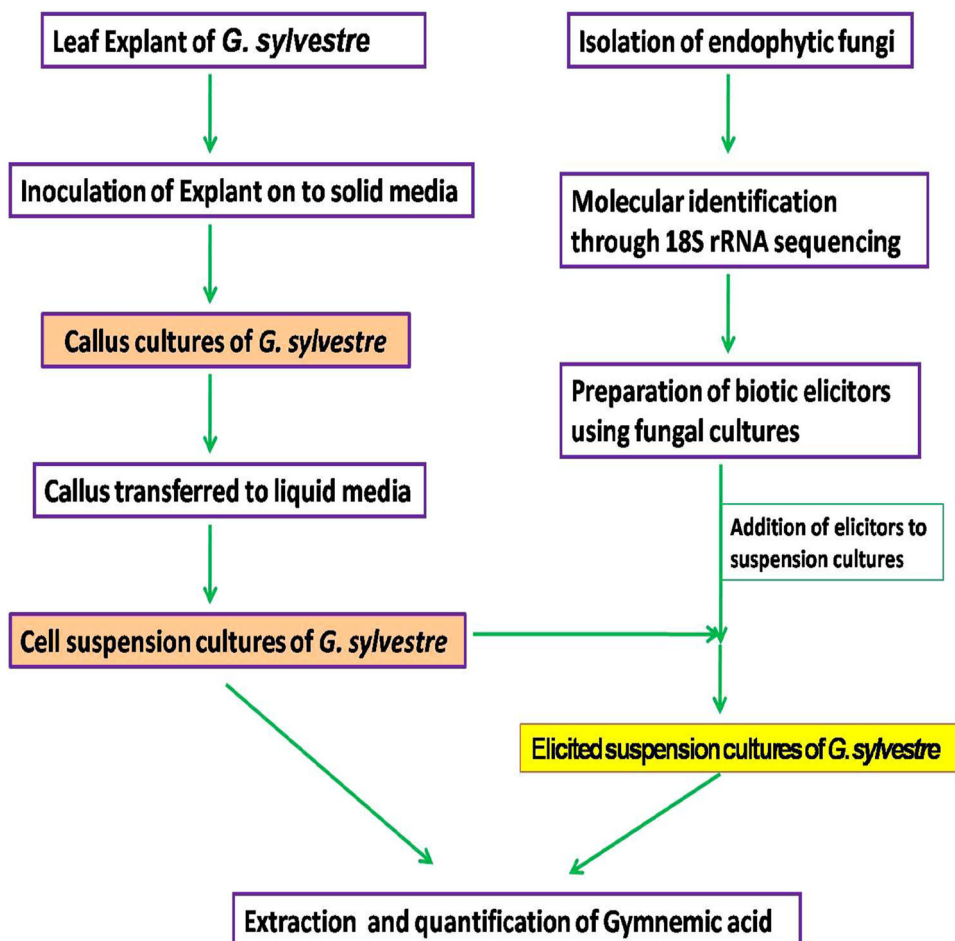 Leaf Explant of G. sylvestre
Inoculation of Explant on to solid media
Callus cultures of G. sylvestre
Callus transferred to liquid media
Cell suspension cultures of G. sylvestre
Isolation of endophytic fungi
Molecular identification
through 18S rRNA sequencing
Preparation of biotic elicitors
using fungal cultures
Addition of elicitors to
suspension cultures
Elicited suspension cultures of G. sylvestre
Extraction and quantification of Gymnemic acid